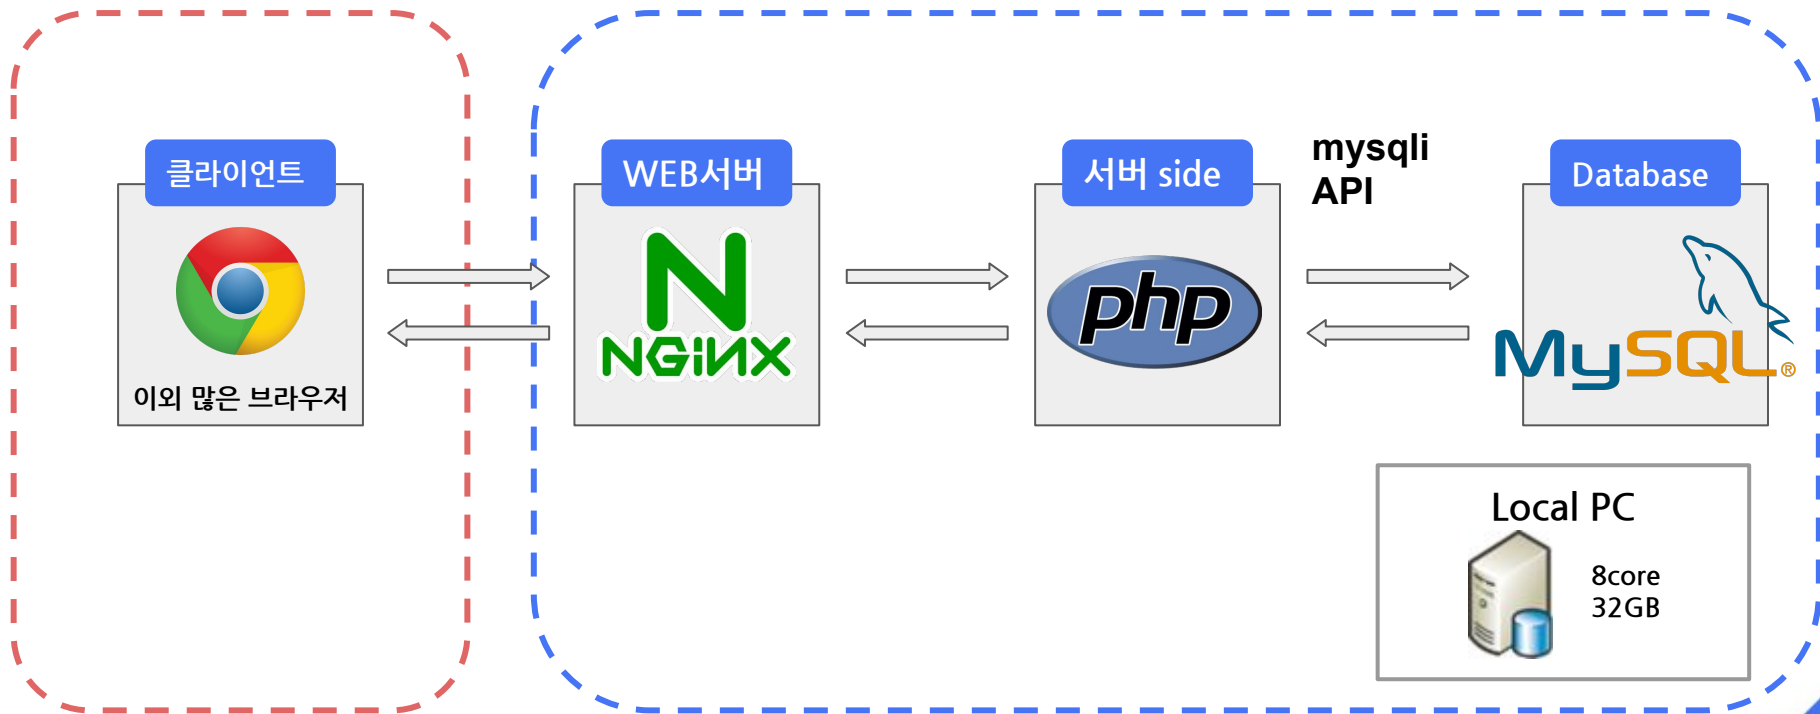 클라이언트
이외 많은 브라우저
WEB서버
NGiNX
서버 side
php
mysqli
API
Database
MySQL®
Local PC
8core
32GB